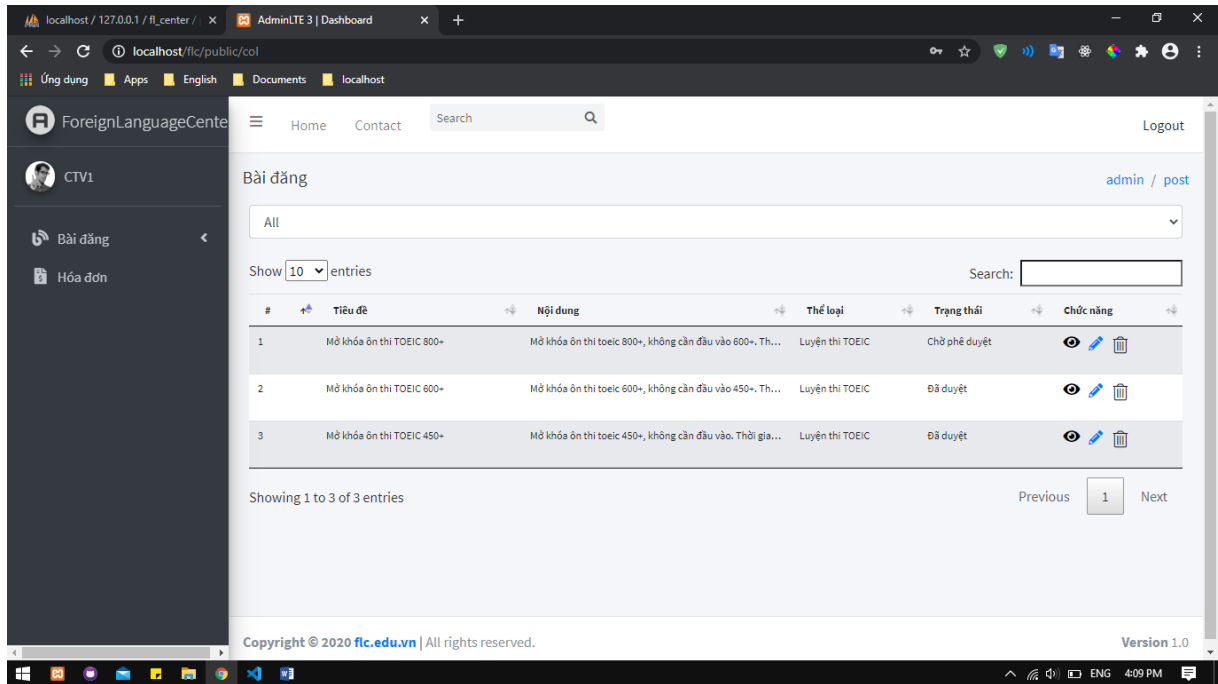 localhost / 127.0.0.1 / fl_center /
AdminLTE 3 | Dashboard
localhost/flc/public/col
Ứng dụng Apps English Documents localhost
ForeignLanguageCente
Home Contact Search Logout
CTV1
Bài đăng
Hóa đơn
Bài đăng admin / post
All
Show 10 entries Search:
# Tiêu đề Nội dung Thể loại Trạng thái Chức năng
1 Mở khóa ôn thi TOEIC 800+ Mở khóa ôn thi toeic 800+, không cần đầu vào 600+. Th... Luyện thi TOEIC Chờ phê duyệt
2 Mở khóa ôn thi TOEIC 600+ Mở khóa ôn thi toeic 600+, không cần đầu vào 450+. Th... Luyện thi TOEIC Đã duyệt
3 Mở khóa ôn thi TOEIC 450+ Mở khóa ôn thi toeic 450+, không cần đầu vào. Thời gia... Luyện thi TOEIC Đã duyệt
Showing 1 to 3 of 3 entries Previous 1 Next
Copyright © 2020 flc.edu.vn | All rights reserved. Version 1.0
ENG 4:09 PM